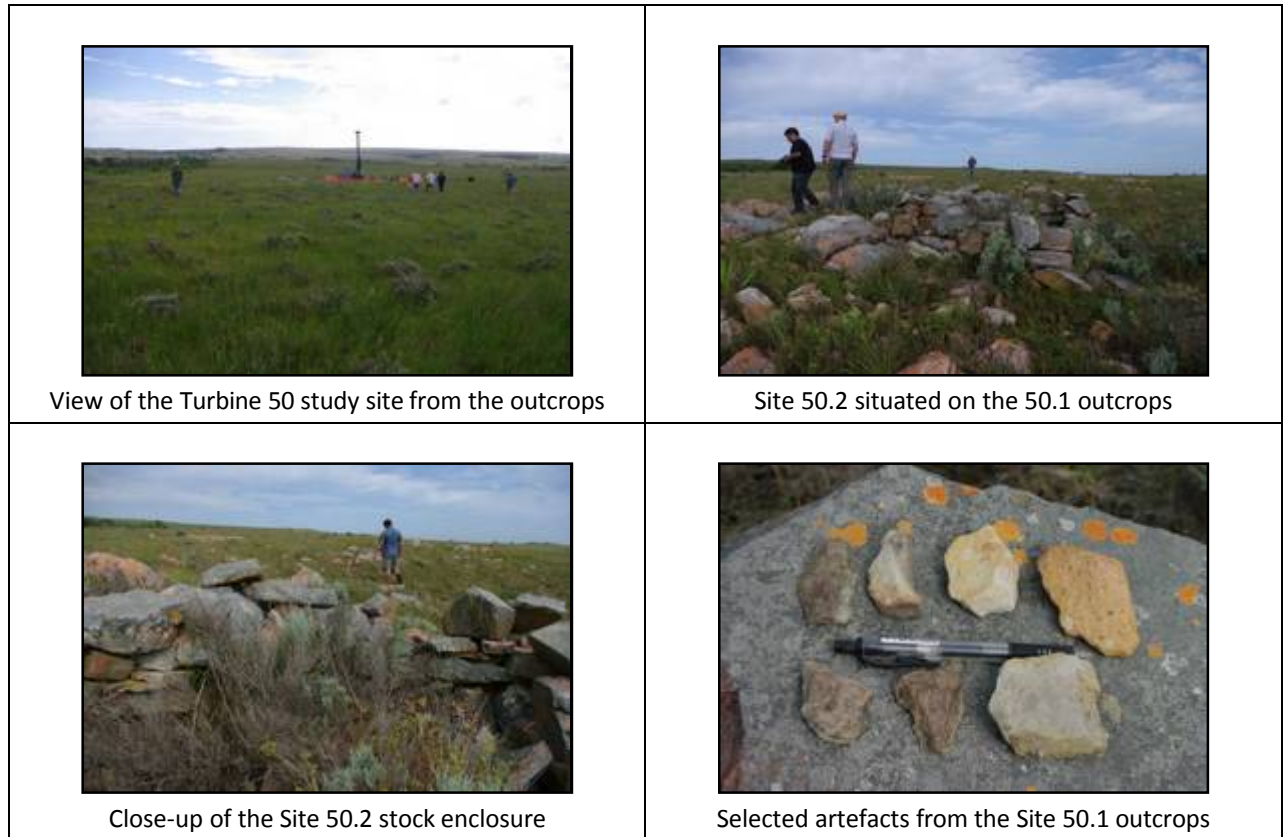 View of the Turbine 50 study site from the outcrops
Site 50.2 situated on the 50.1 outcrops
Close-up of the Site 50.2 stock enclosure
Selected artefacts from the Site 50.1 outcrops